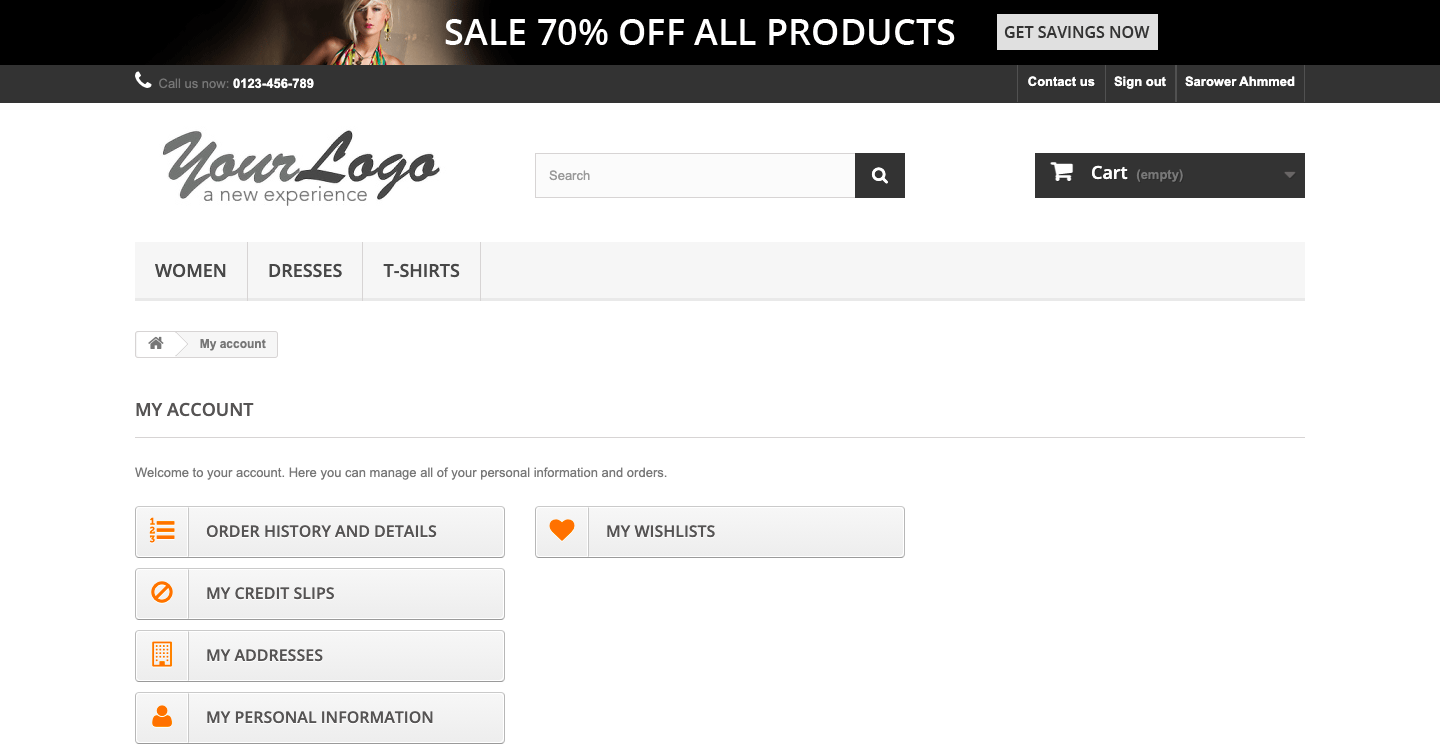 SALE 70% OFF ALL PRODUCTS GET SAVINGS NOW
Call us now: 0123-456-789 Contact us Sign out Sarower Ahmmed
YourLogo
a new experience
Search
Cart (empty)
WOMEN DRESSES T-SHIRTS
My account
MY ACCOUNT
Welcome to your account. Here you can manage all of your personal information and orders.
1 2 3 ORDER HISTORY AND DETAILS
MY WISHLISTS
MY CREDIT SLIPS
MY ADDRESSES
MY PERSONAL INFORMATION